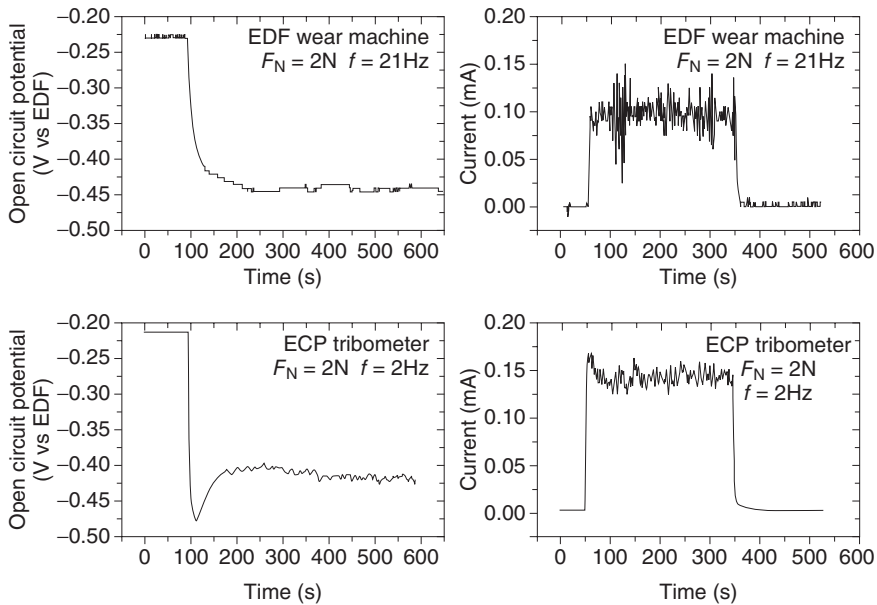 EDF wear machine
F_N = 2N f = 21Hz
Open circuit potential
(V vs EDF)
−0.20
−0.25
−0.30
−0.35
−0.40
−0.45
−0.50
0 100 200 300 400 500 600
Time (s)
EDF wear machine
F_N = 2N f = 21Hz
Current (mA)
0.20
0.15
0.10
0.05
0.00
0 100 200 300 400 500 600
Time (s)
ECP tribometer
F_N = 2N f = 2Hz
Open circuit potential
(V vs EDF)
−0.20
−0.25
−0.30
−0.35
−0.40
−0.45
−0.50
0 100 200 300 400 500 600
Time (s)
ECP tribometer
F_N = 2N
f = 2Hz
Current (mA)
0.20
0.15
0.10
0.05
0.00
0 100 200 300 400 500 600
Time (s)